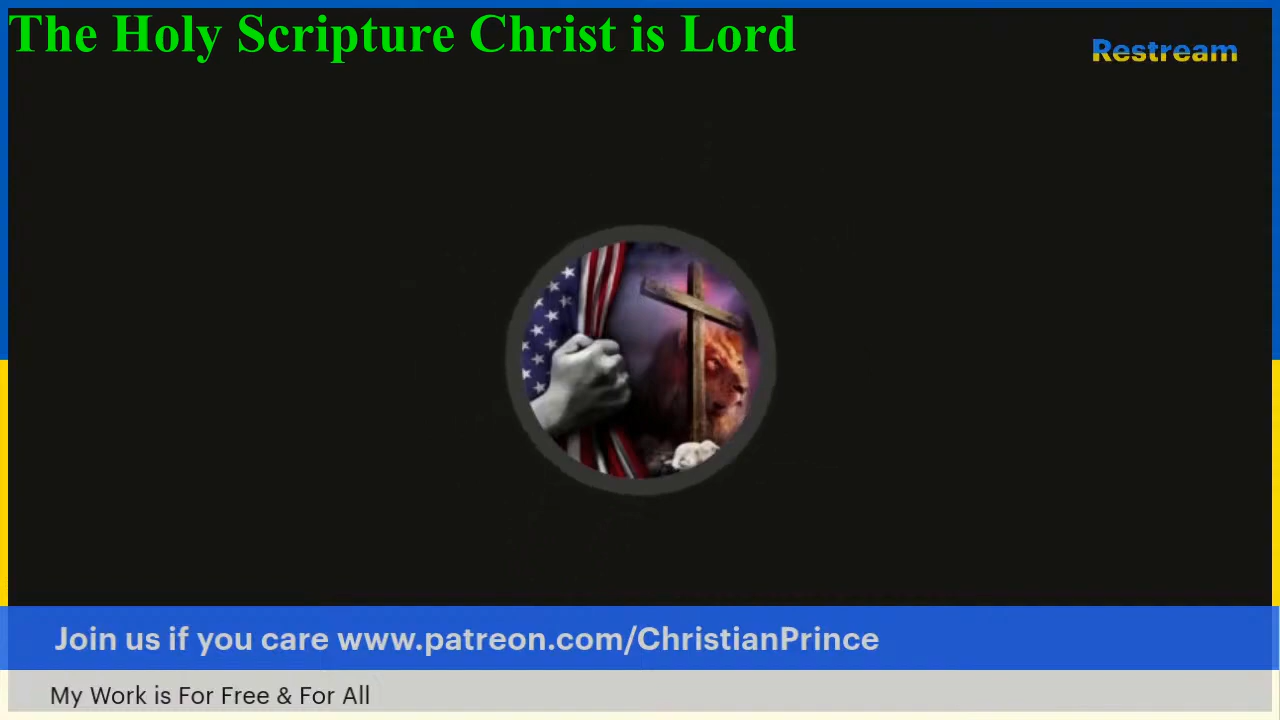 The Holy Scripture Christ is Lord
Restream
Join us if you care www.patreon.com/ChristianPrince
My Work is For Free & For All